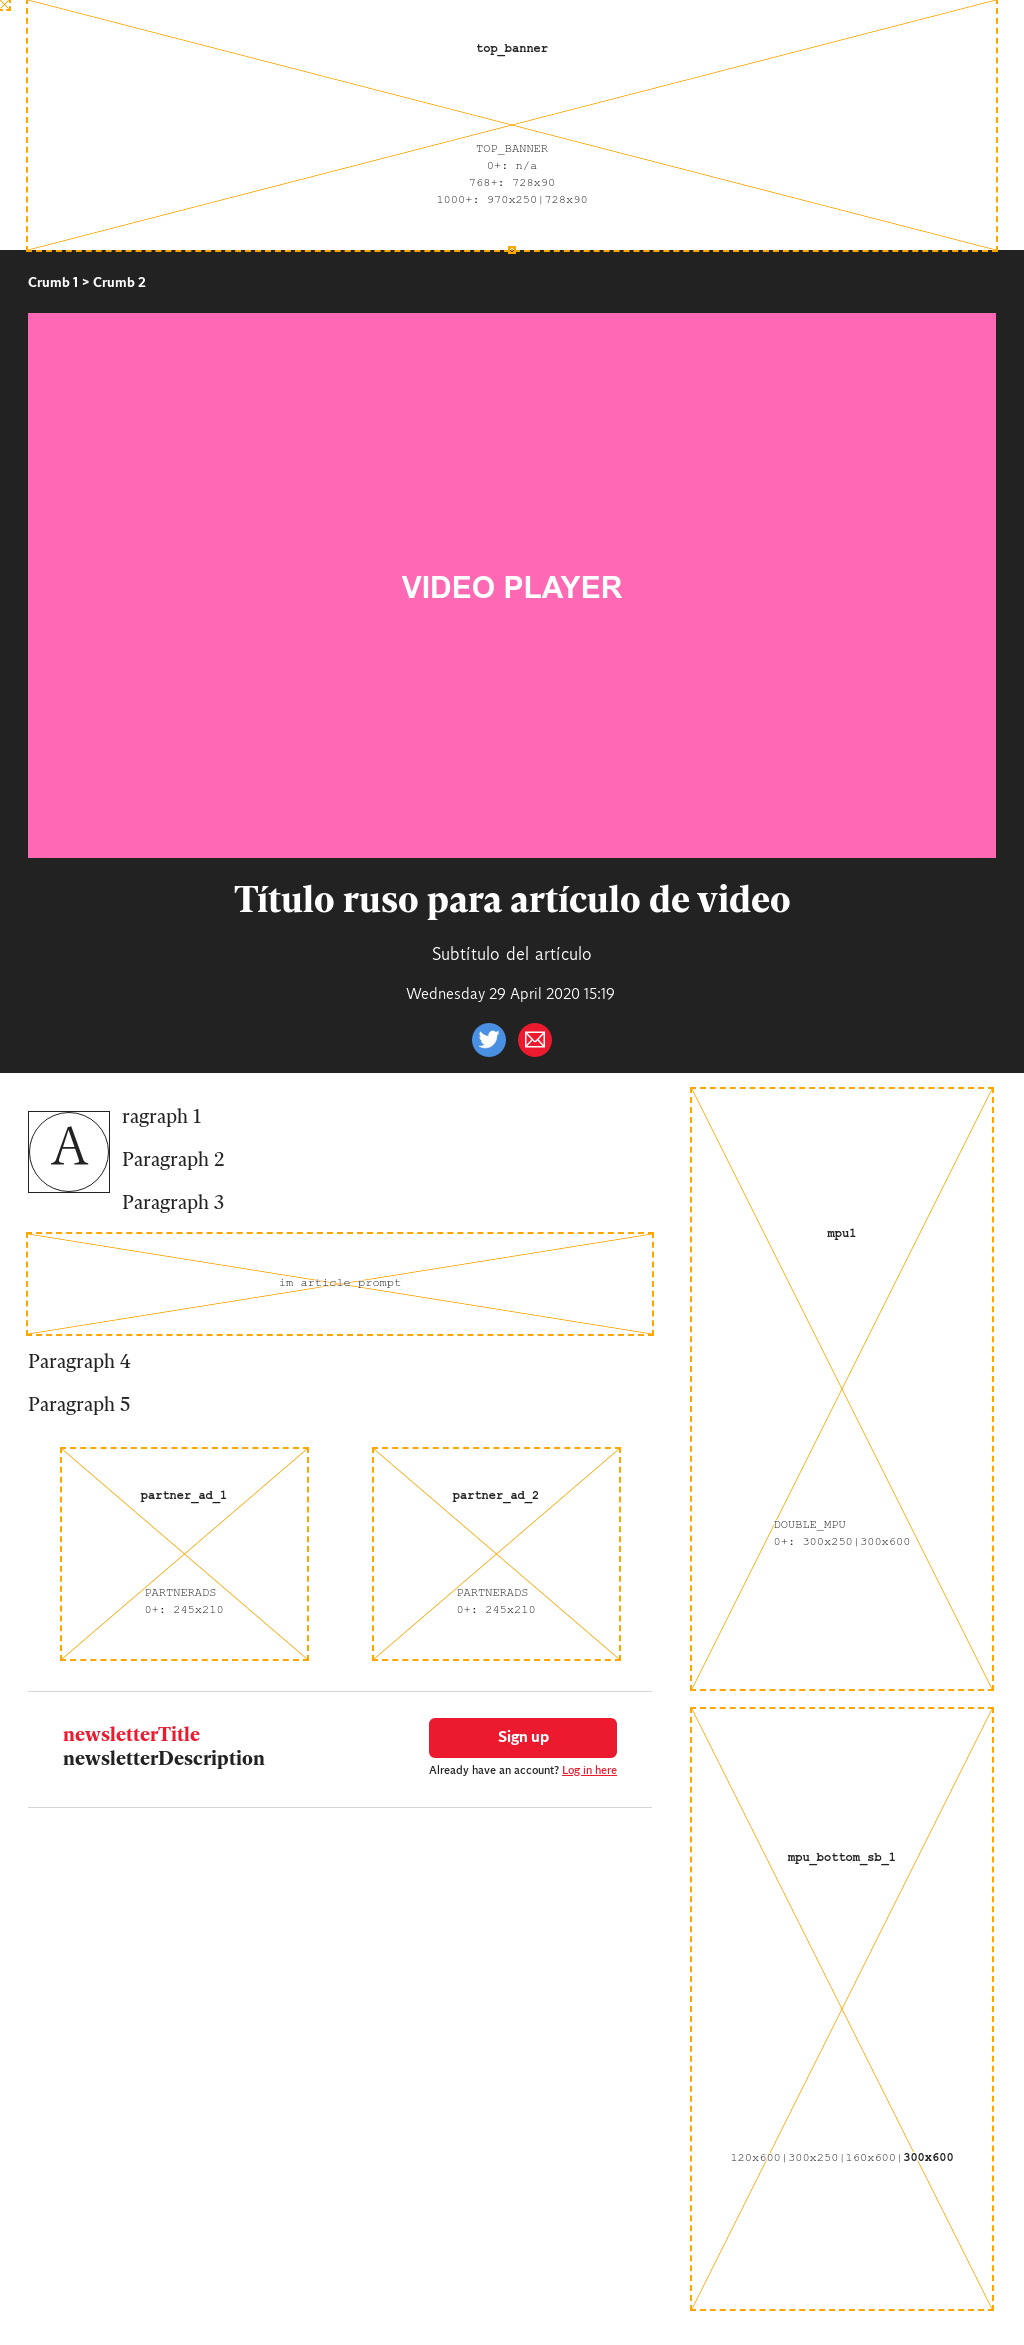 top_banner
TOP_BANNER
0+: n/a
768+: 728x90
1000+: 970x250|728x90
Crumb 1 > Crumb 2
VIDEO PLAYER
Título ruso para artículo de video
Subtítulo del artículo
Wednesday 29 April 2020 15:19
A
ragraph 1
Paragraph 2
Paragraph 3
im article prompt
Paragraph 4
Paragraph 5
partner_ad_1
PARTNERADS
0+: 245x210
partner_ad_2
PARTNERADS
0+: 245x210
newsletterTitle
newsletterDescription
Sign up
Already have an account? Log in here
mpu1
DOUBLE_MPU
0+: 300x250|300x600
mpu_bottom_sb_1
120x600|300x250|160x600|300x600